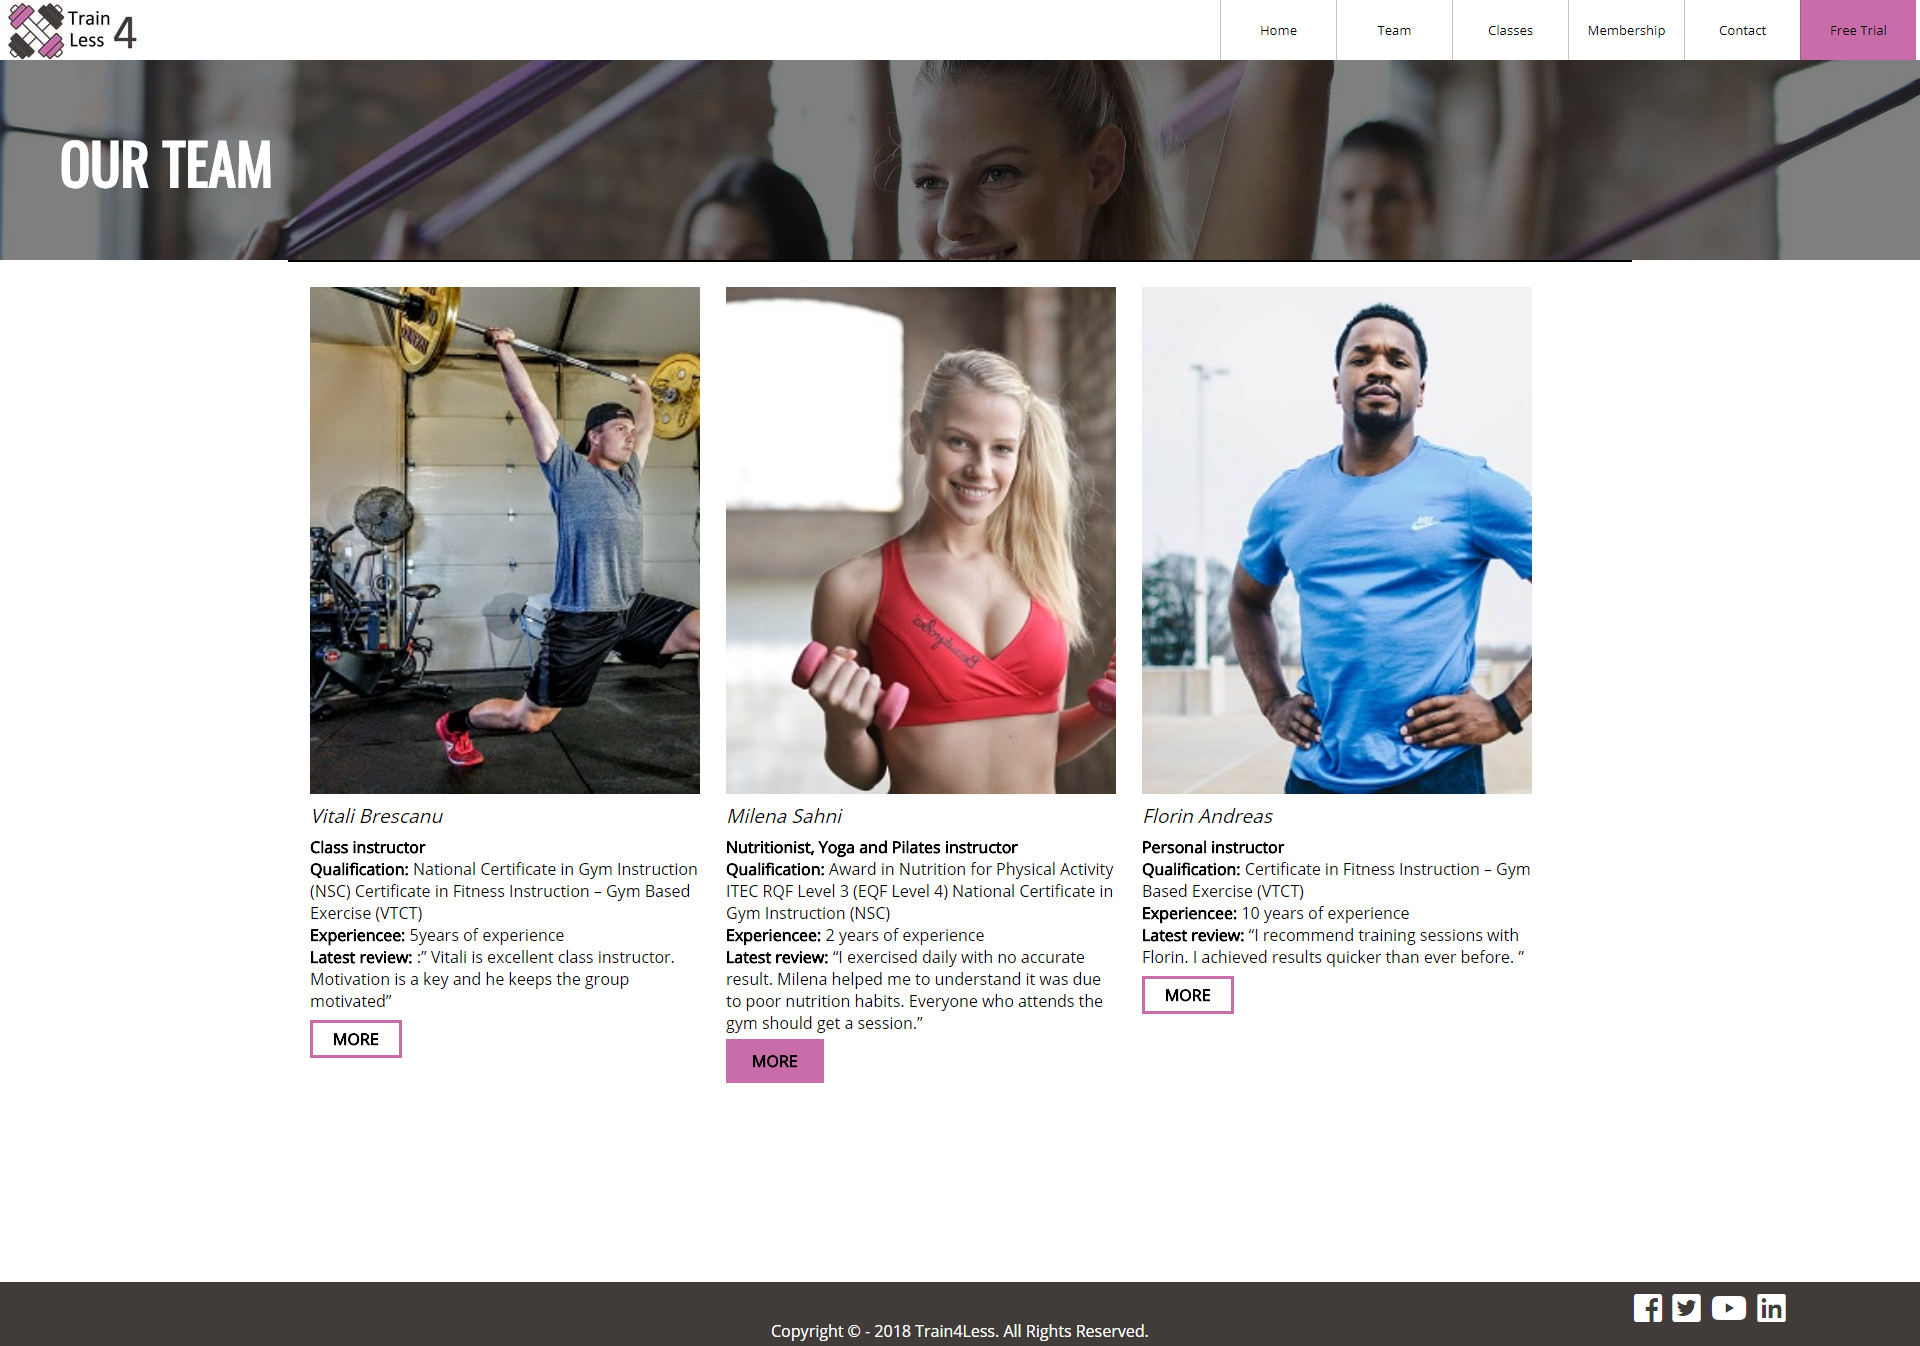 Train
Less 4
Home
Team
Classes
Membership
Contact
Free Trial
OUR TEAM
Vitali Brescanu
Class instructor
Qualification: National Certificate in Gym Instruction
(NSC) Certificate in Fitness Instruction – Gym Based
Exercise (VTCT)
Experiencee: 5years of experience
Latest review: :” Vitali is excellent class instructor.
Motivation is a key and he keeps the group
motivated”
MORE
Milena Sahni
Nutritionist, Yoga and Pilates instructor
Qualification: Award in Nutrition for Physical Activity
ITEC RQF Level 3 (EQF Level 4) National Certificate in
Gym Instruction (NSC)
Experiencee: 2 years of experience
Latest review: “I exercised daily with no accurate
result. Milena helped me to understand it was due
to poor nutrition habits. Everyone who attends the
gym should get a session.”
MORE
Florin Andreas
Personal instructor
Qualification: Certificate in Fitness Instruction – Gym
Based Exercise (VTCT)
Experiencee: 10 years of experience
Latest review: “I recommend training sessions with
Florin. I achieved results quicker than ever before. ”
MORE
Copyright © - 2018 Train4Less. All Rights Reserved.